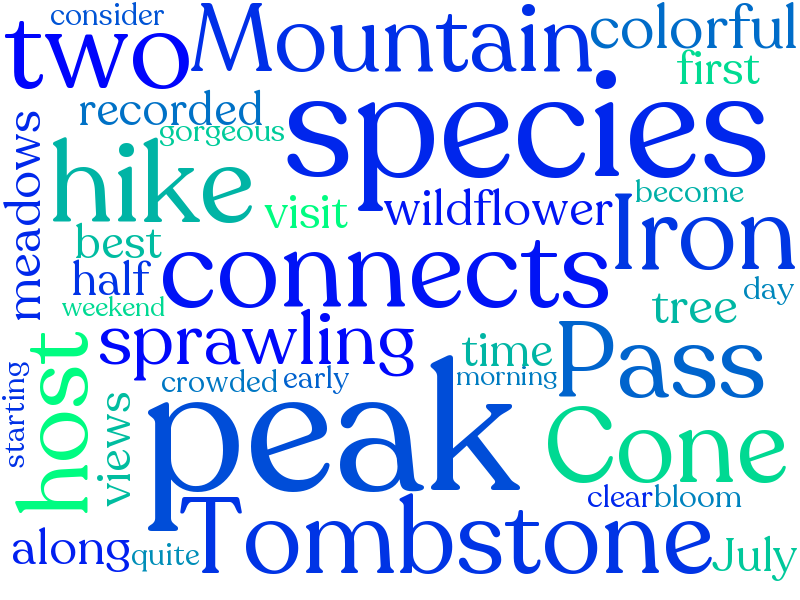 consider
two
Mountain
colorful
first
recorded
gorgeous
species
meadows
hike
visit
wildflower
become
Iron
best
half
connects
day
weekend
tree
sprawling
time
Pass
host
crowded
early
morning
starting
views
peak
Cone
clear
bloom
along
quite
Tombstone
July